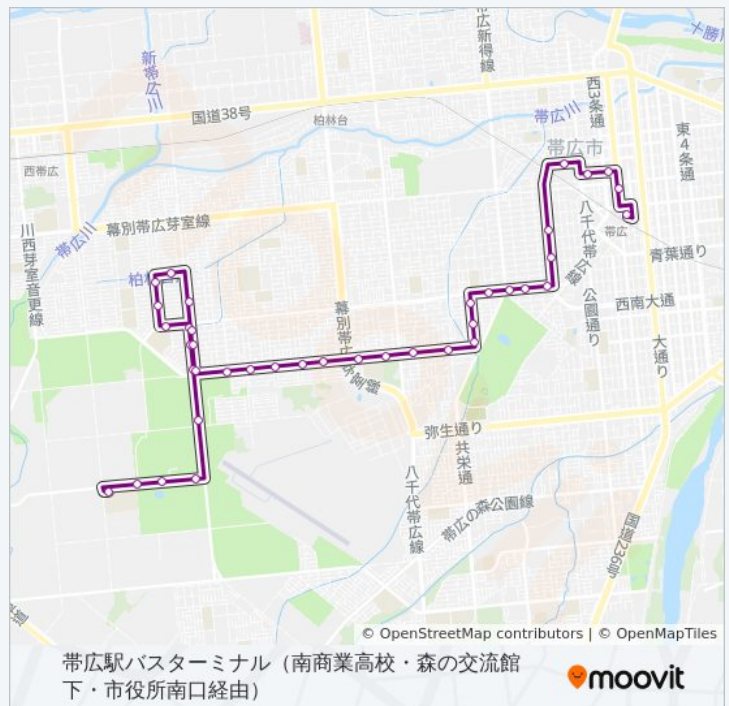 帯広新得線
十勝川
新帯広川
西3条通
国道38号
柏林台
帯広川
帯広市
東4条通
西帯広
幕別帯広芽室線
帯広川
川西芽室音更線
八千代帯広線
帯広
青葉通り
公園通り
西南大通
大通り
幕別帯広芽室線
弥生通り
共栄通
八千代帯広線
帯広の森公園線
国道236号
© OpenStreetMap contributors | © OpenMapTiles
帯広駅バスターミナル（南商業高校・森の交流館
下・市役所南口経由）
moovit